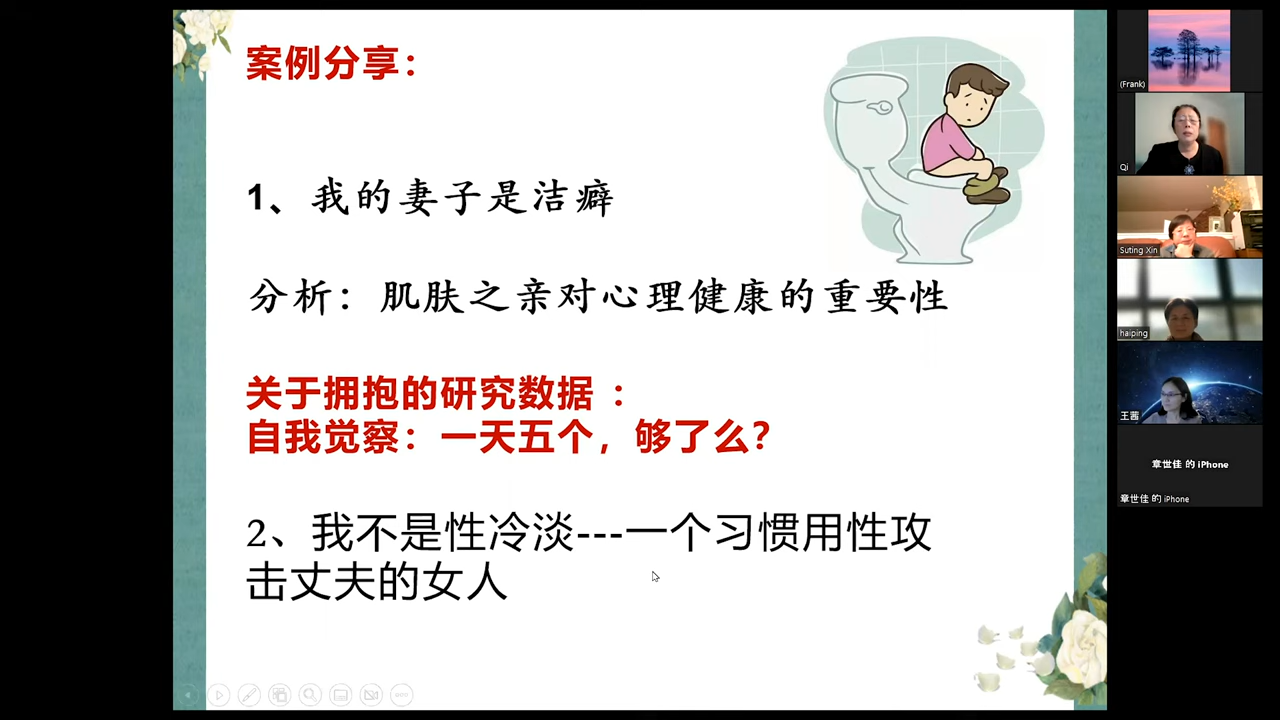 案例分享：
1、我的妻子是洁癖
分析：肌肤之亲对心理健康的重要性
关于拥抱的研究数据 ：
自我觉察：一天五个，够了么？
2、我不是性冷淡---一个习惯用性攻
击丈夫的女人
(Frank)
Qi
Suting Xin
haiping
王茜
章世佳 的 iPhone
章世佳 的 iPhone